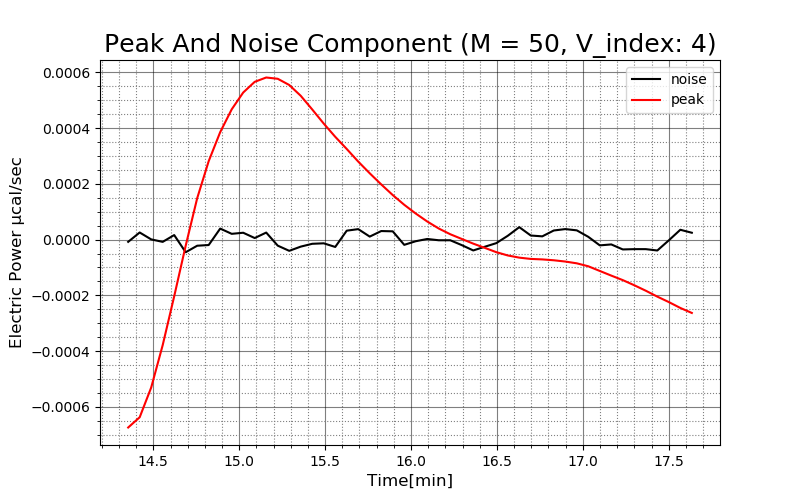 Peak And Noise Component (M = 50, V_index: 4)
noise
peak
Electric Power μcal/sec
0.0006
0.0004
0.0002
0.0000
−0.0002
−0.0004
−0.0006
14.5 15.0 15.5 16.0 16.5 17.0 17.5
Time[min]